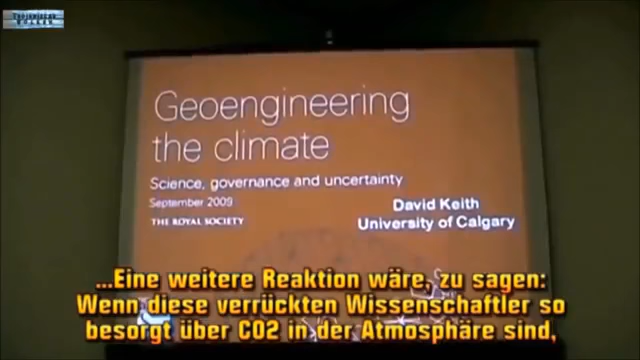 Geoengineering
the climate
Science, governance and uncertainty
September 2009
THE ROYAL SOCIETY
David Keith
University of Calgary
...Eine weitere Reaktion wäre, zu sagen:
Wenn diese verrückten Wissenschaftler so
besorgt über CO2 in der Atmosphäre sind,